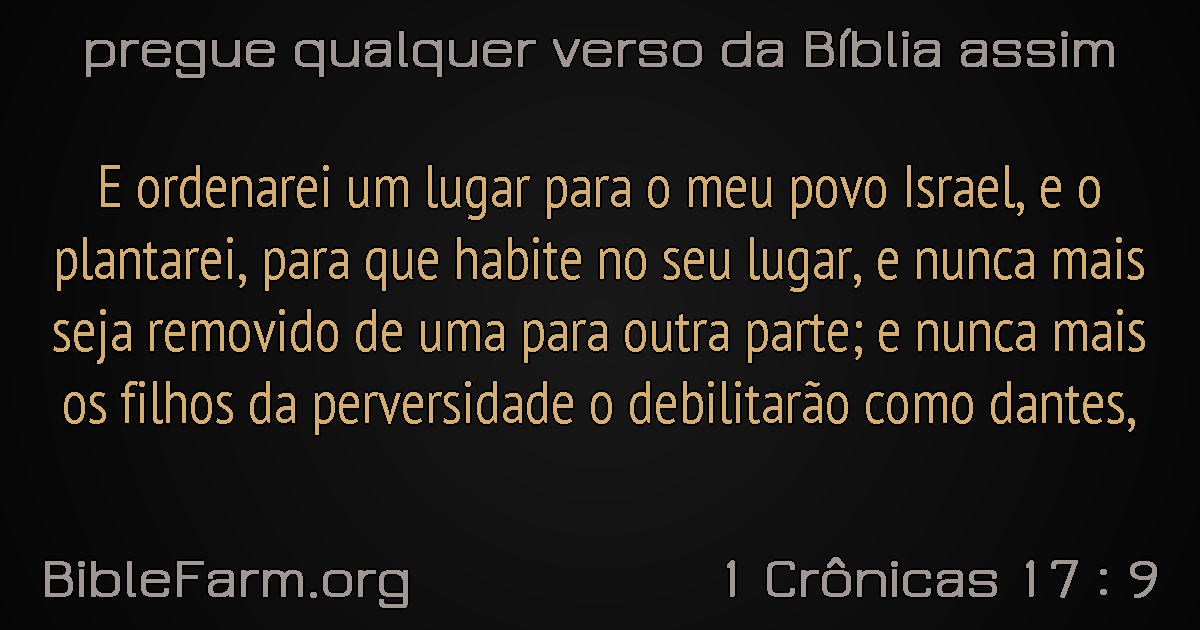 pregue qualquer verso da Bíblia assim
E ordenarei um lugar para o meu povo Israel, e o
plantarei, para que habite no seu lugar, e nunca mais
seja removido de uma para outra parte; e nunca mais
os filhos da perversidade o debilitarão como dantes,
BibleFarm.org
1 Crônicas 17 : 9